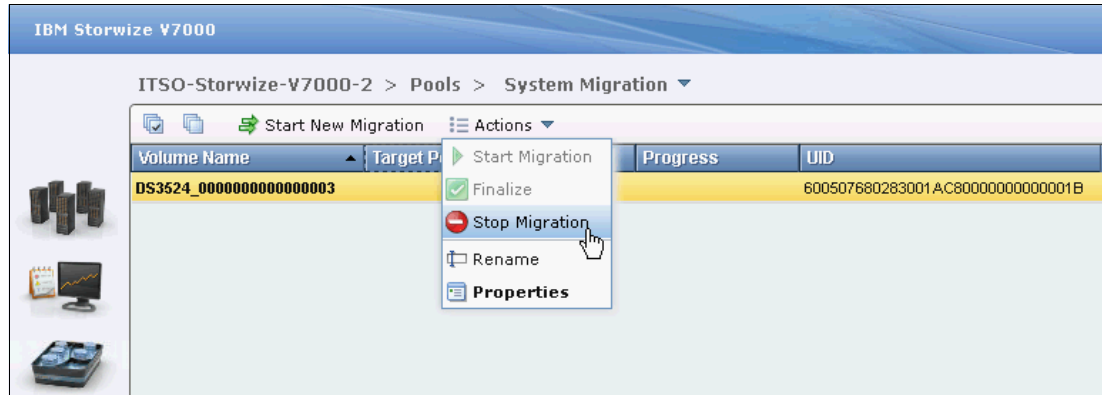 IBM Storwize V7000
ITSO-Storwize-V7000-2 > Pools > System Migration
Start New Migration Actions
Volume Name Target P Progress UID
Start Migration
DS3524_0000000000000003 600507680283001AC80000000000001B
Finalize
Stop Migration
Rename
Properties